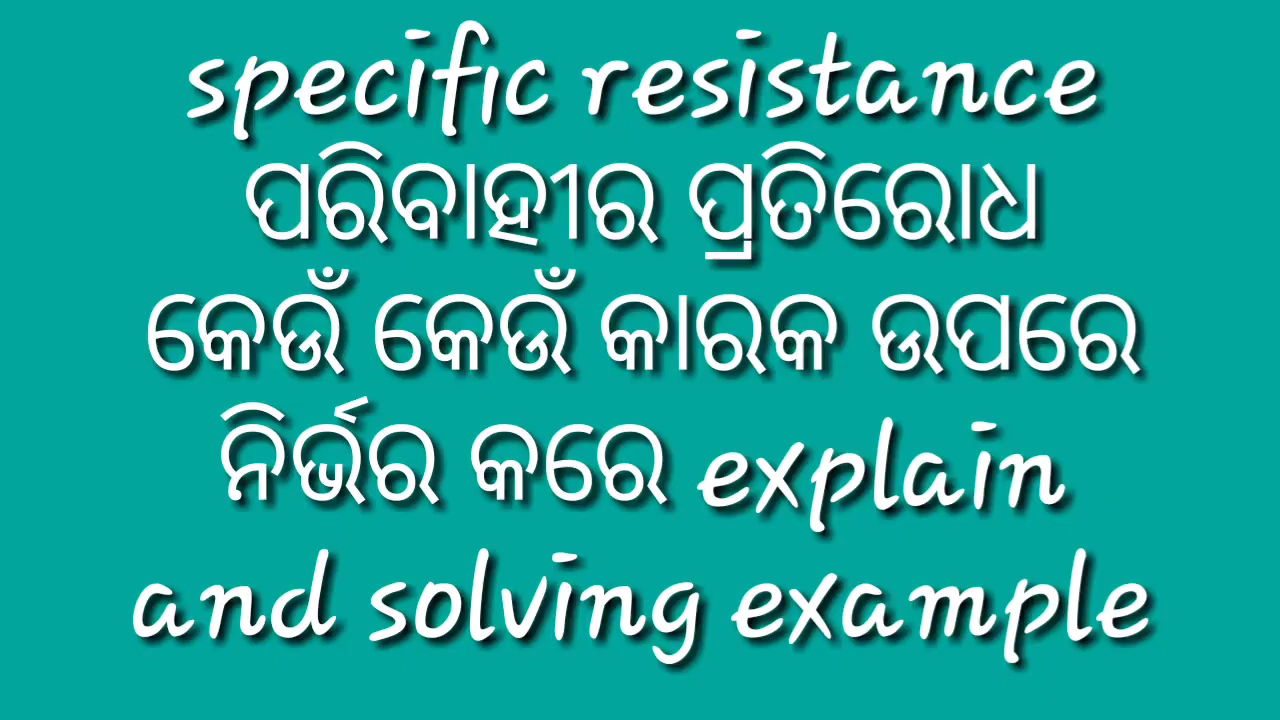 specific resistance
ପରିବାହୀର ପ୍ରତିରୋଧ
କେଉଁ କେଉଁ କାରକ ଉପରେ
ନିର୍ଭର କରେ explain
and solving example